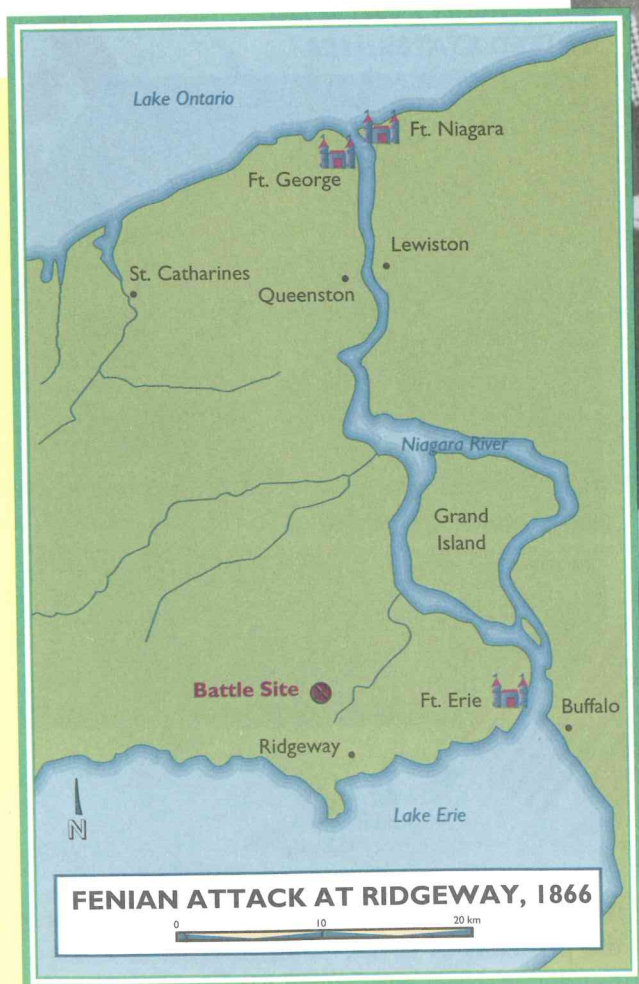 Lake Ontario
Ft. Niagara
Ft. George
Lewiston
St. Catharines
Queenston
Niagara River
Grand
Island
Battle Site
Ft. Erie
Buffalo
Ridgeway
Lake Erie
N
FENIAN ATTACK AT RIDGEWAY, 1866
0 10 20 km